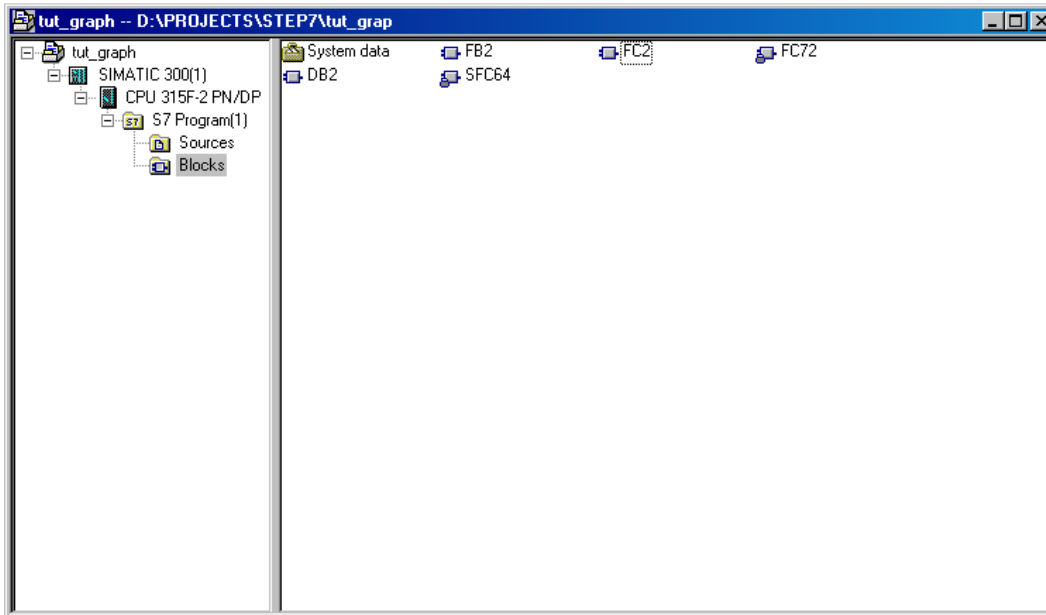 tut_graph -- D:\PROJECTS\STEP7\tut_grap
tut_graph
SIMATIC 300(1)
CPU 315F-2 PN/DP
S7 Program(1)
Sources
Blocks
System data FB2 FC2 FC72
DB2 SFC64